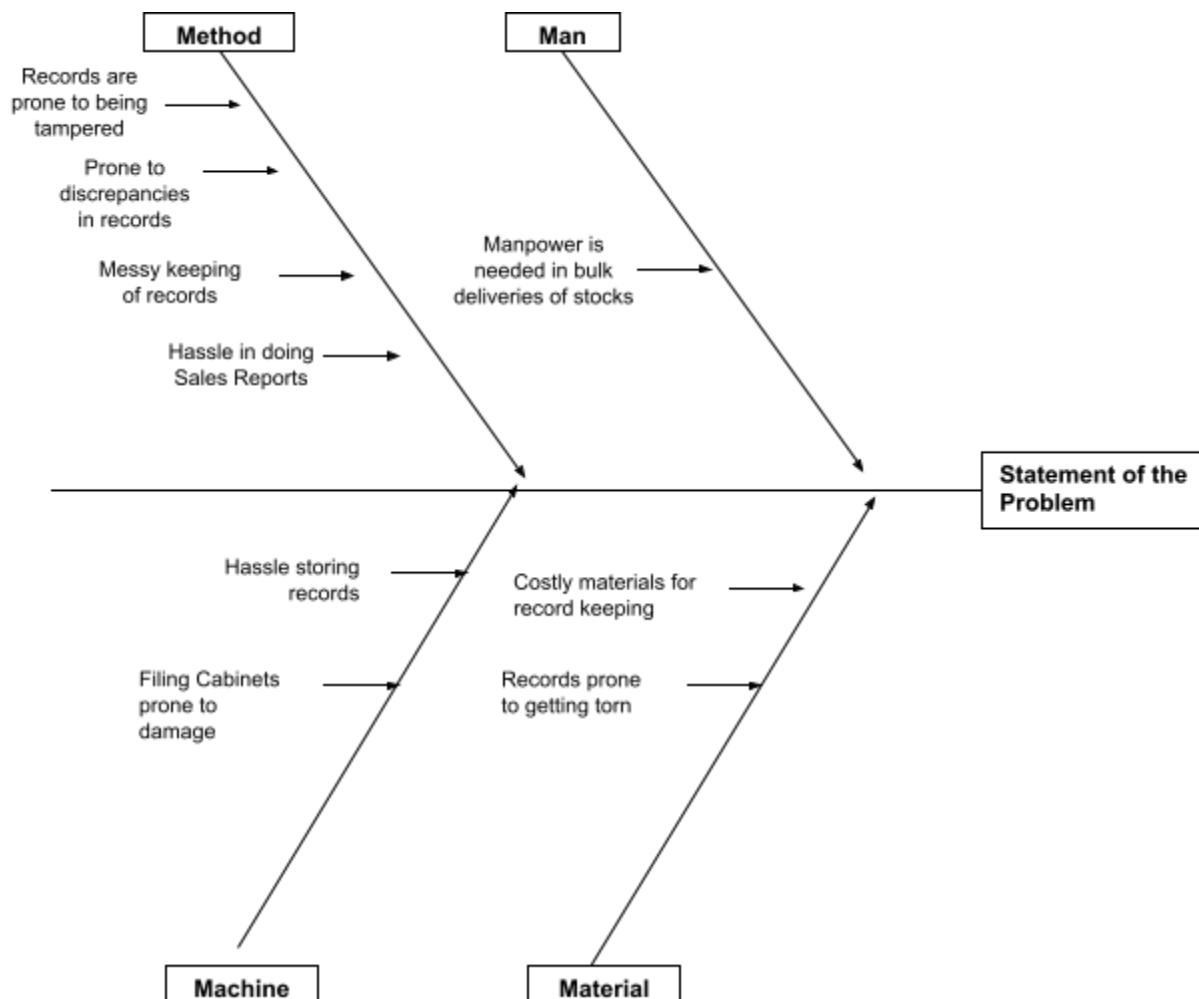 Method
Man
Records are
prone to being
tampered
Prone to
discrepancies
in records
Messy keeping
of records
Hassle in doing
Sales Reports
Manpower is
needed in bulk
deliveries of stocks
Statement of the
Problem
Hassle storing
records
Filing Cabinets
prone to
damage
Costly materials for
record keeping
Records prone
to getting torn
Machine
Material